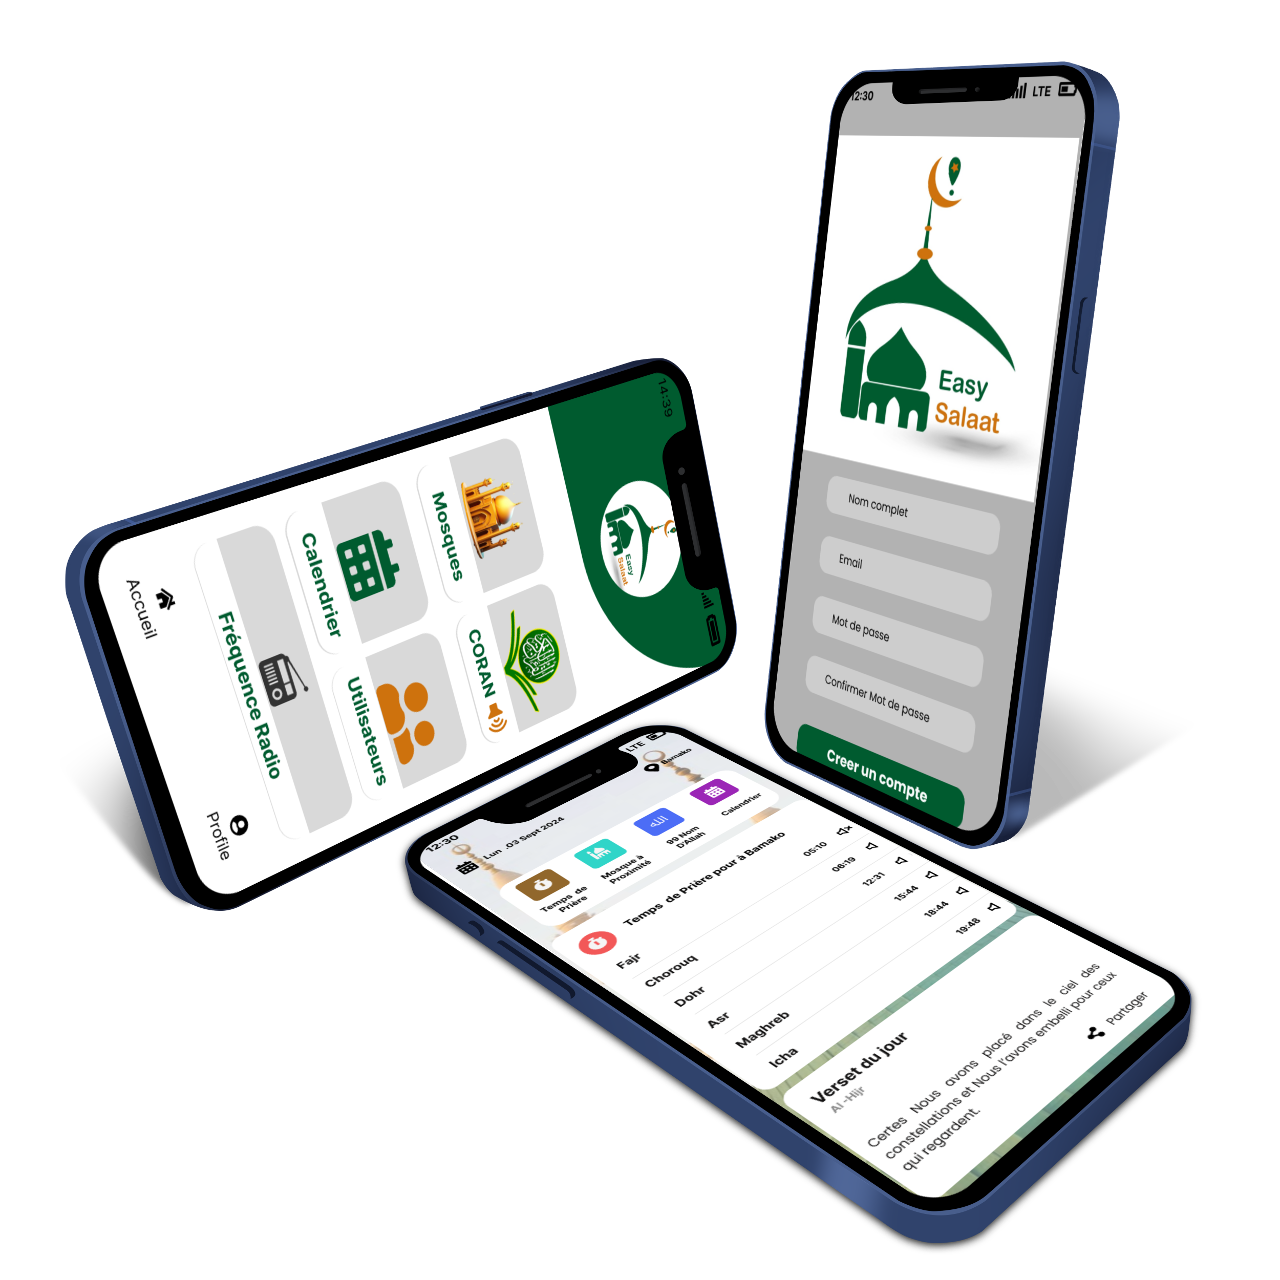 12:30
LTE
Easy
Salaat
Nom complet
Email
Mot de passe
Confirmer Mot de passe
Creer un compte
14:39
Easy
Salaat
Mosques
CORAN
Calendrier
Utilisateurs
Fréquence Radio
Accueil
Profile
12:30
LTE
Lun .03 Sept 2024
Bamako
Temps de
Prière
Mosque à
Proximité
99 Nom
D'Allah
Calendrier
الله
Temps de Prière pour à Bamako
Fajr 05:10
Chorouq 06:19
Dohr 12:31
Asr 15:44
Maghreb 18:44
Icha 19:48
Verset du jour
Al -Hijr
Certes Nous avons placé dans le ciel des
constellations et Nous l'avons embelli pour ceux
qui regardent.
Partager